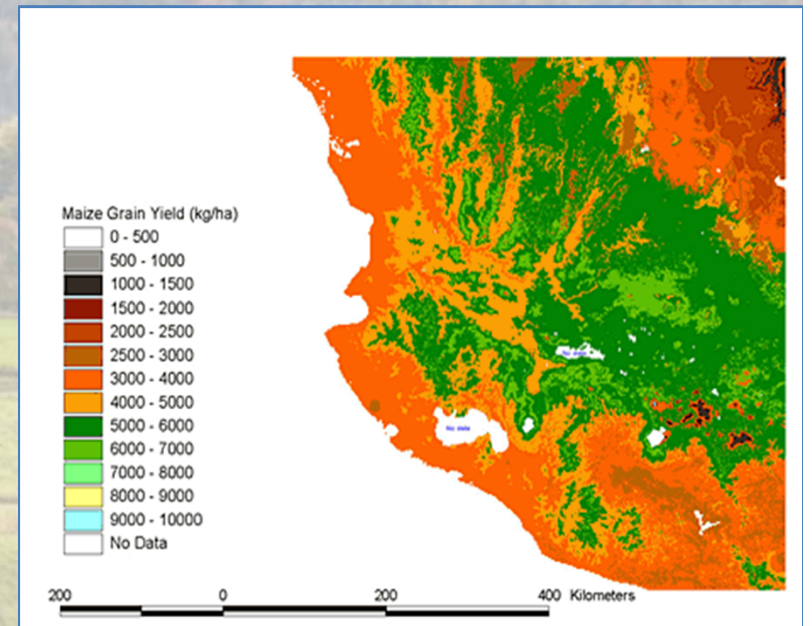 Maize Grain Yield (kg/ha)
0 - 500
500 - 1000
1000 - 1500
1500 - 2000
2000 - 2500
2500 - 3000
3000 - 4000
4000 - 5000
5000 - 6000
6000 - 7000
7000 - 8000
8000 - 9000
9000 - 10000
No Data
No data
No data
200 0 200 400 Kilometers